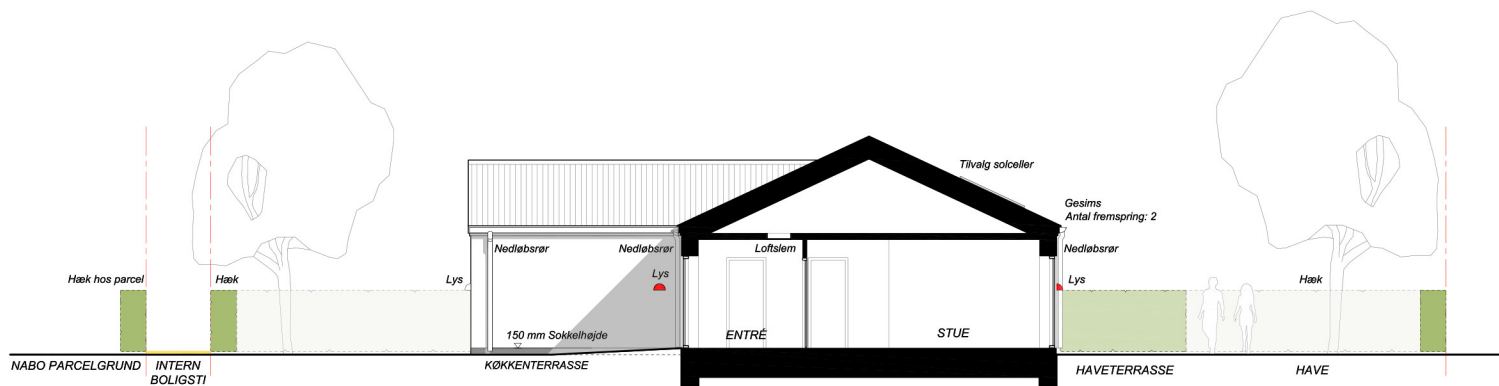 Tilvalg solceller
Gesims
Antal fremspring: 2
Nedløbsrør
Nedløbsrør
Loftslem
Nedløbsrør
Hæk hos parcel
Hæk
Lys
Lys
Lys
Hæk
150 mm Sokkelhøjde
ENTRÉ
STUE
NABO PARCELGRUND
INTERN
BOLIGSTI
KØKKENTERRASSE
HAVETERRASSE
HAVE